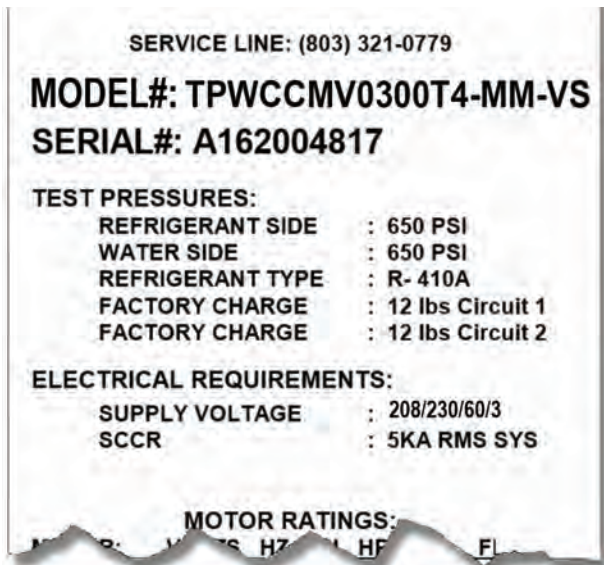 SERVICE LINE: (803) 321-0779
MODEL#: TPWCCMV0300T4-MM-VS
SERIAL#: A162004817
TEST PRESSURES:
REFRIGERANT SIDE : 650 PSI
WATER SIDE : 650 PSI
REFRIGERANT TYPE : R- 410A
FACTORY CHARGE : 12 lbs Circuit 1
FACTORY CHARGE : 12 lbs Circuit 2
ELECTRICAL REQUIREMENTS:
SUPPLY VOLTAGE : 208/230/60/3
SCCR : 5KA RMS SYS
MOTOR RATINGS:
HZ